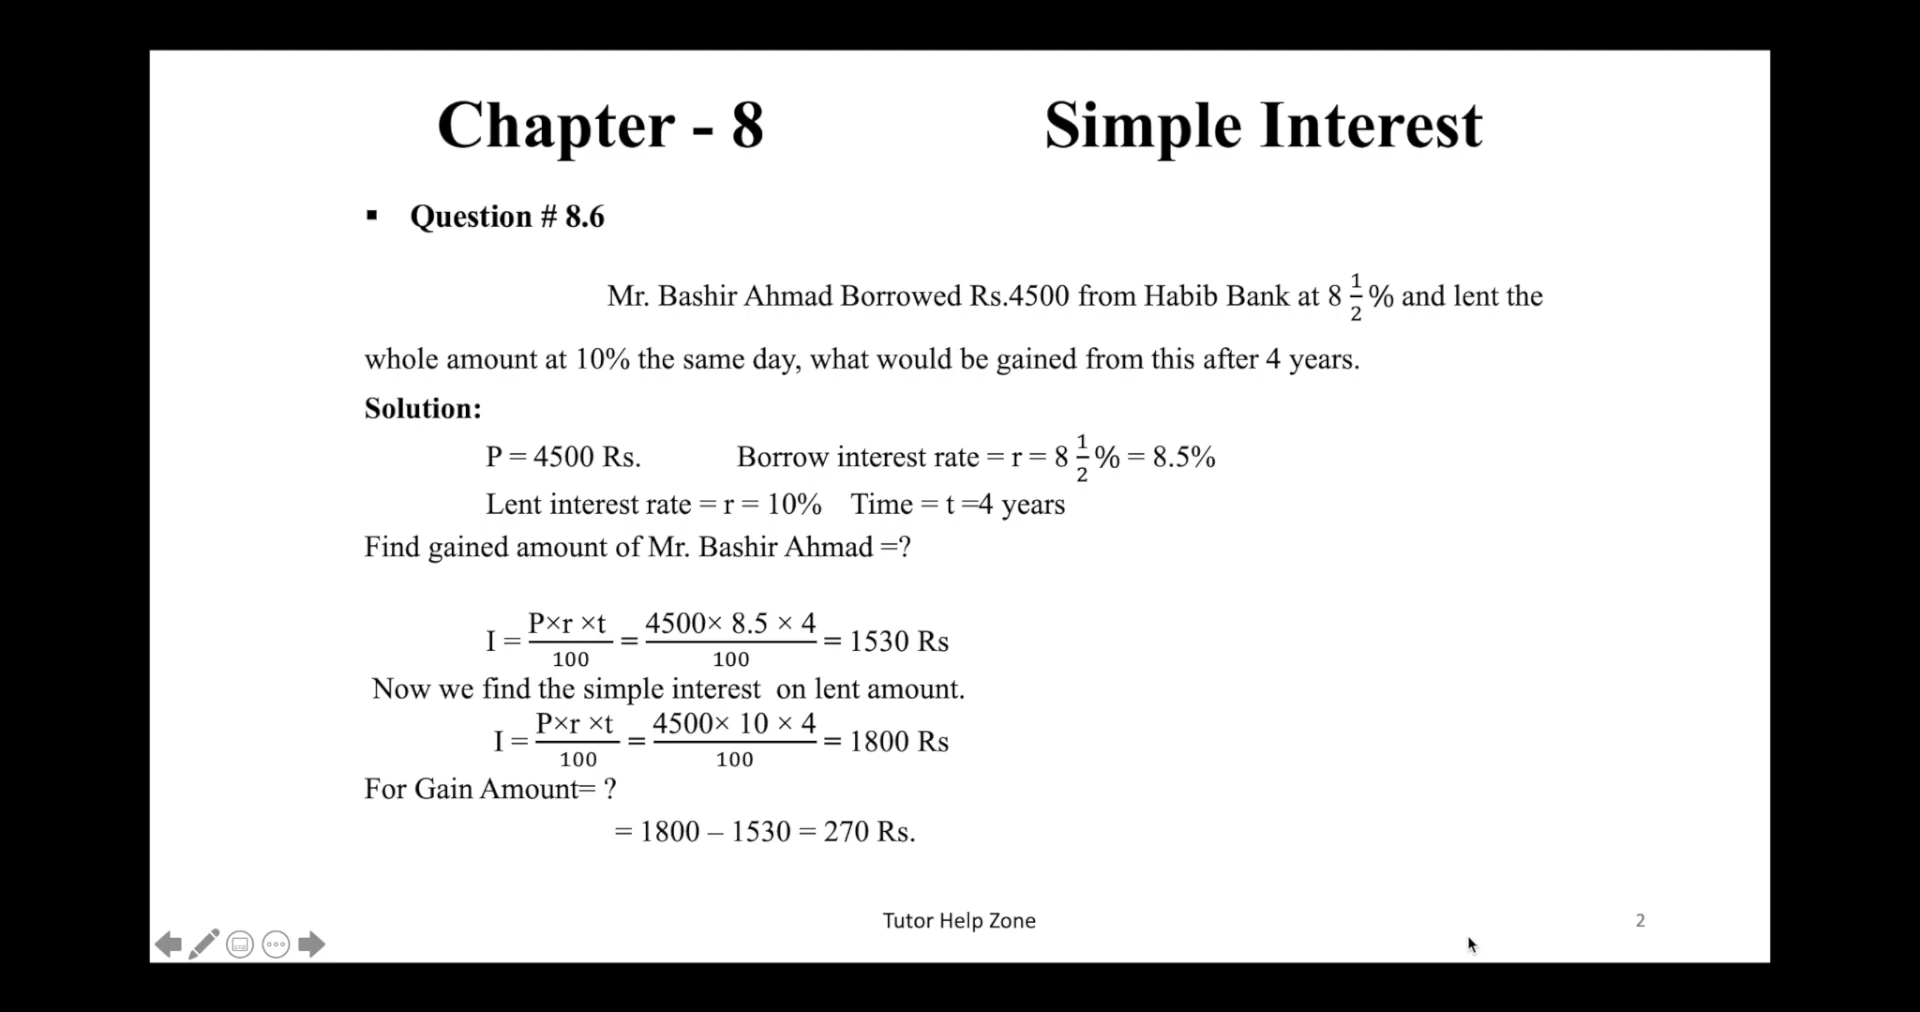 Chapter - 8 Simple Interest
▪ Question # 8.6
Mr. Bashir Ahmad Borrowed Rs.4500 from Habib Bank at 8 1/2 % and lent the
whole amount at 10% the same day, what would be gained from this after 4 years.
Solution:
P = 4500 Rs. Borrow interest rate = r = 8 1/2 % = 8.5%
Lent interest rate = r = 10% Time = t =4 years
Find gained amount of Mr. Bashir Ahmad =?
I = P×r ×t / 100 = 4500× 8.5 × 4 / 100 = 1530 Rs
Now we find the simple interest on lent amount.
I = P×r ×t / 100 = 4500× 10 × 4 / 100 = 1800 Rs
For Gain Amount= ?
= 1800 – 1530 = 270 Rs.
Tutor Help Zone
2